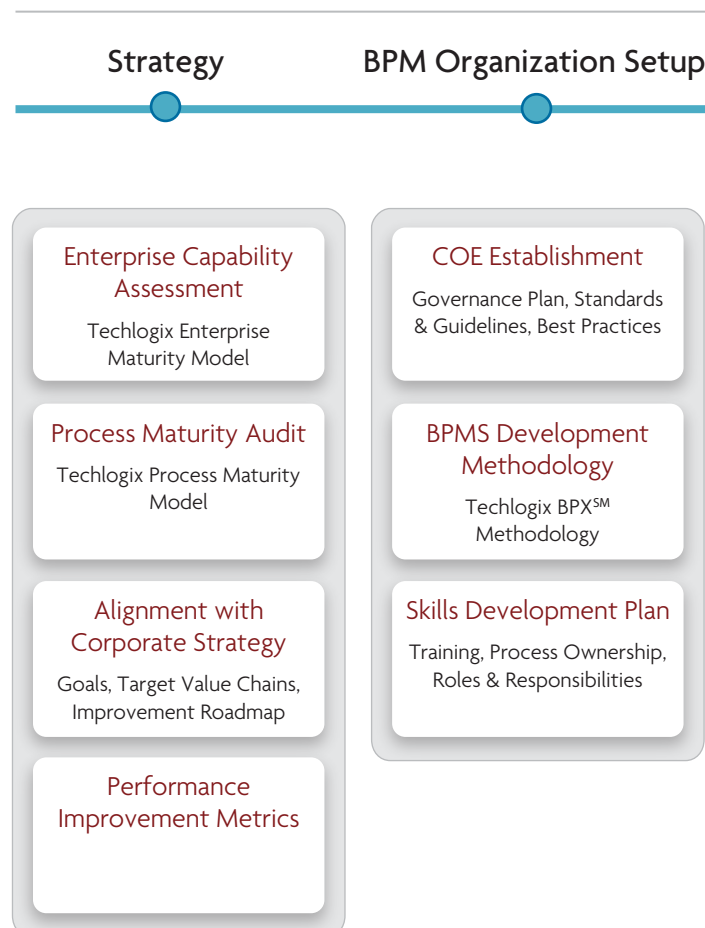 Strategy
BPM Organization Setup
Enterprise Capability
Assessment
Techlogix Enterprise
Maturity Model
Process Maturity Audit
Techlogix Process Maturity
Model
Alignment with
Corporate Strategy
Goals, Target Value Chains,
Improvement Roadmap
Performance
Improvement Metrics
COE Establishment
Governance Plan, Standards
& Guidelines, Best Practices
BPMS Development
Methodology
Techlogix BPX℠
Methodology
Skills Development Plan
Training, Process Ownership,
Roles & Responsibilities